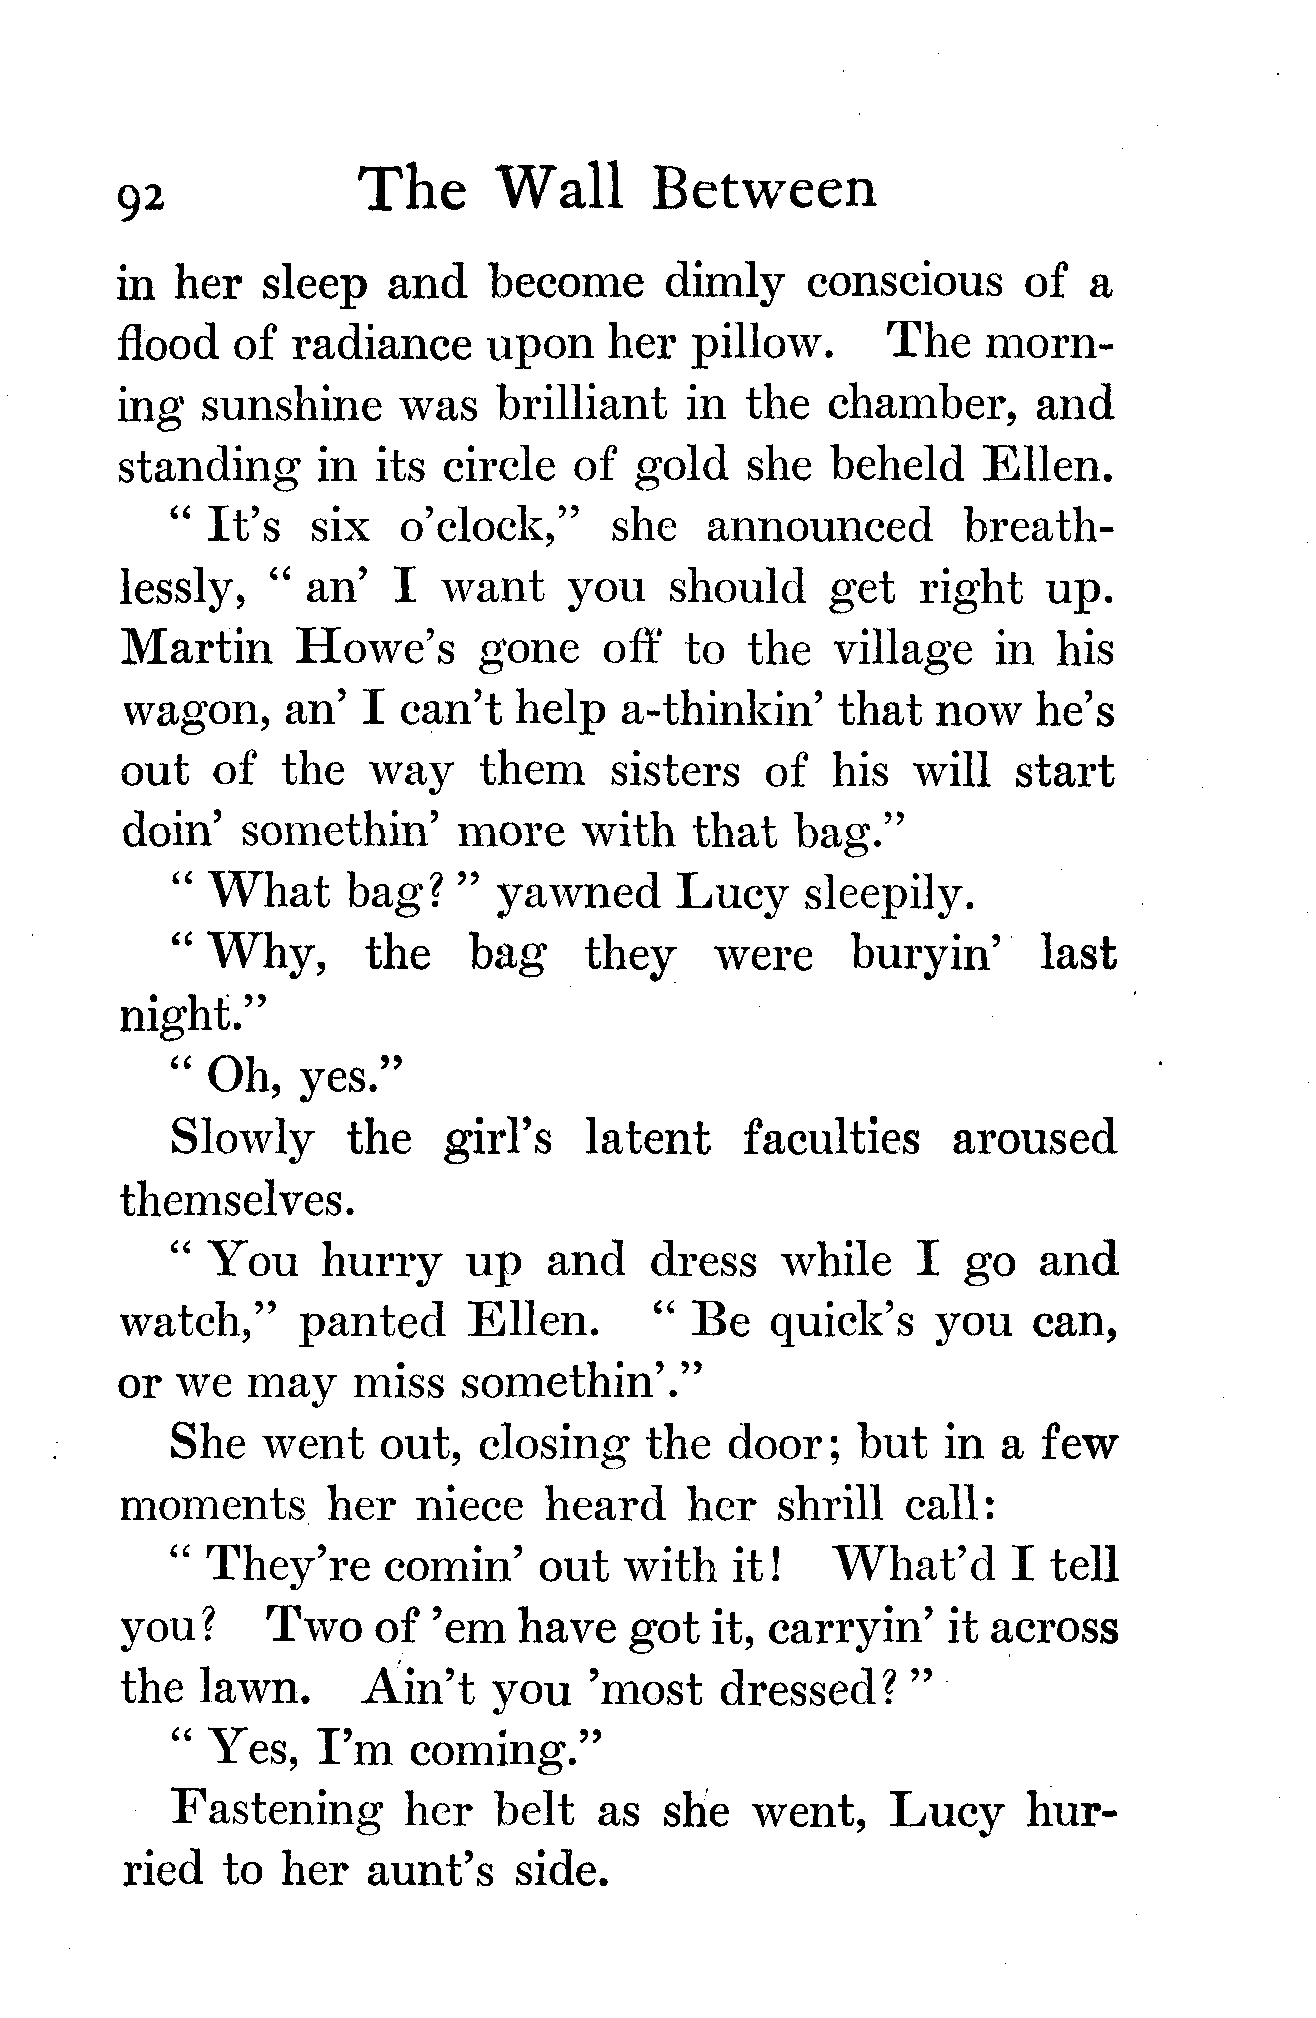 92 The Wall Between
in her sleep and become dimly conscious of a
flood of radiance upon her pillow. The morn-
ing sunshine was brilliant in the chamber, and
standing in its circle of gold she beheld Ellen.
“ It’s six o’clock,” she announced breath-
lessly, “ an’ I want you should get right up.
Martin Howe’s gone off to the village in his
wagon, an’ I can’t help a-thinkin’ that now he’s
out of the way them sisters of his will start
doin’ somethin’ more with that bag.”
“ What bag? ” yawned Lucy sleepily.
“ Why, the bag they were buryin’ last
night.”
“ Oh, yes.”
Slowly the girl’s latent faculties aroused
themselves.
“ You hurry up and dress while I go and
watch,” panted Ellen. “ Be quick’s you can,
or we may miss somethin’.”
She went out, closing the door; but in a few
moments her niece heard her shrill call:
“ They’re comin’ out with it! What’d I tell
you? Two of ’em have got it, carryin’ it across
the lawn. Ain’t you ’most dressed? ”
“ Yes, I’m coming.”
Fastening her belt as she went, Lucy hur-
ried to her aunt’s side.